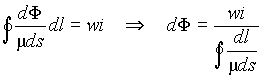 ∮ dΦ/μds dl = wi ⇒ dΦ = wi / ∮ dl/μds